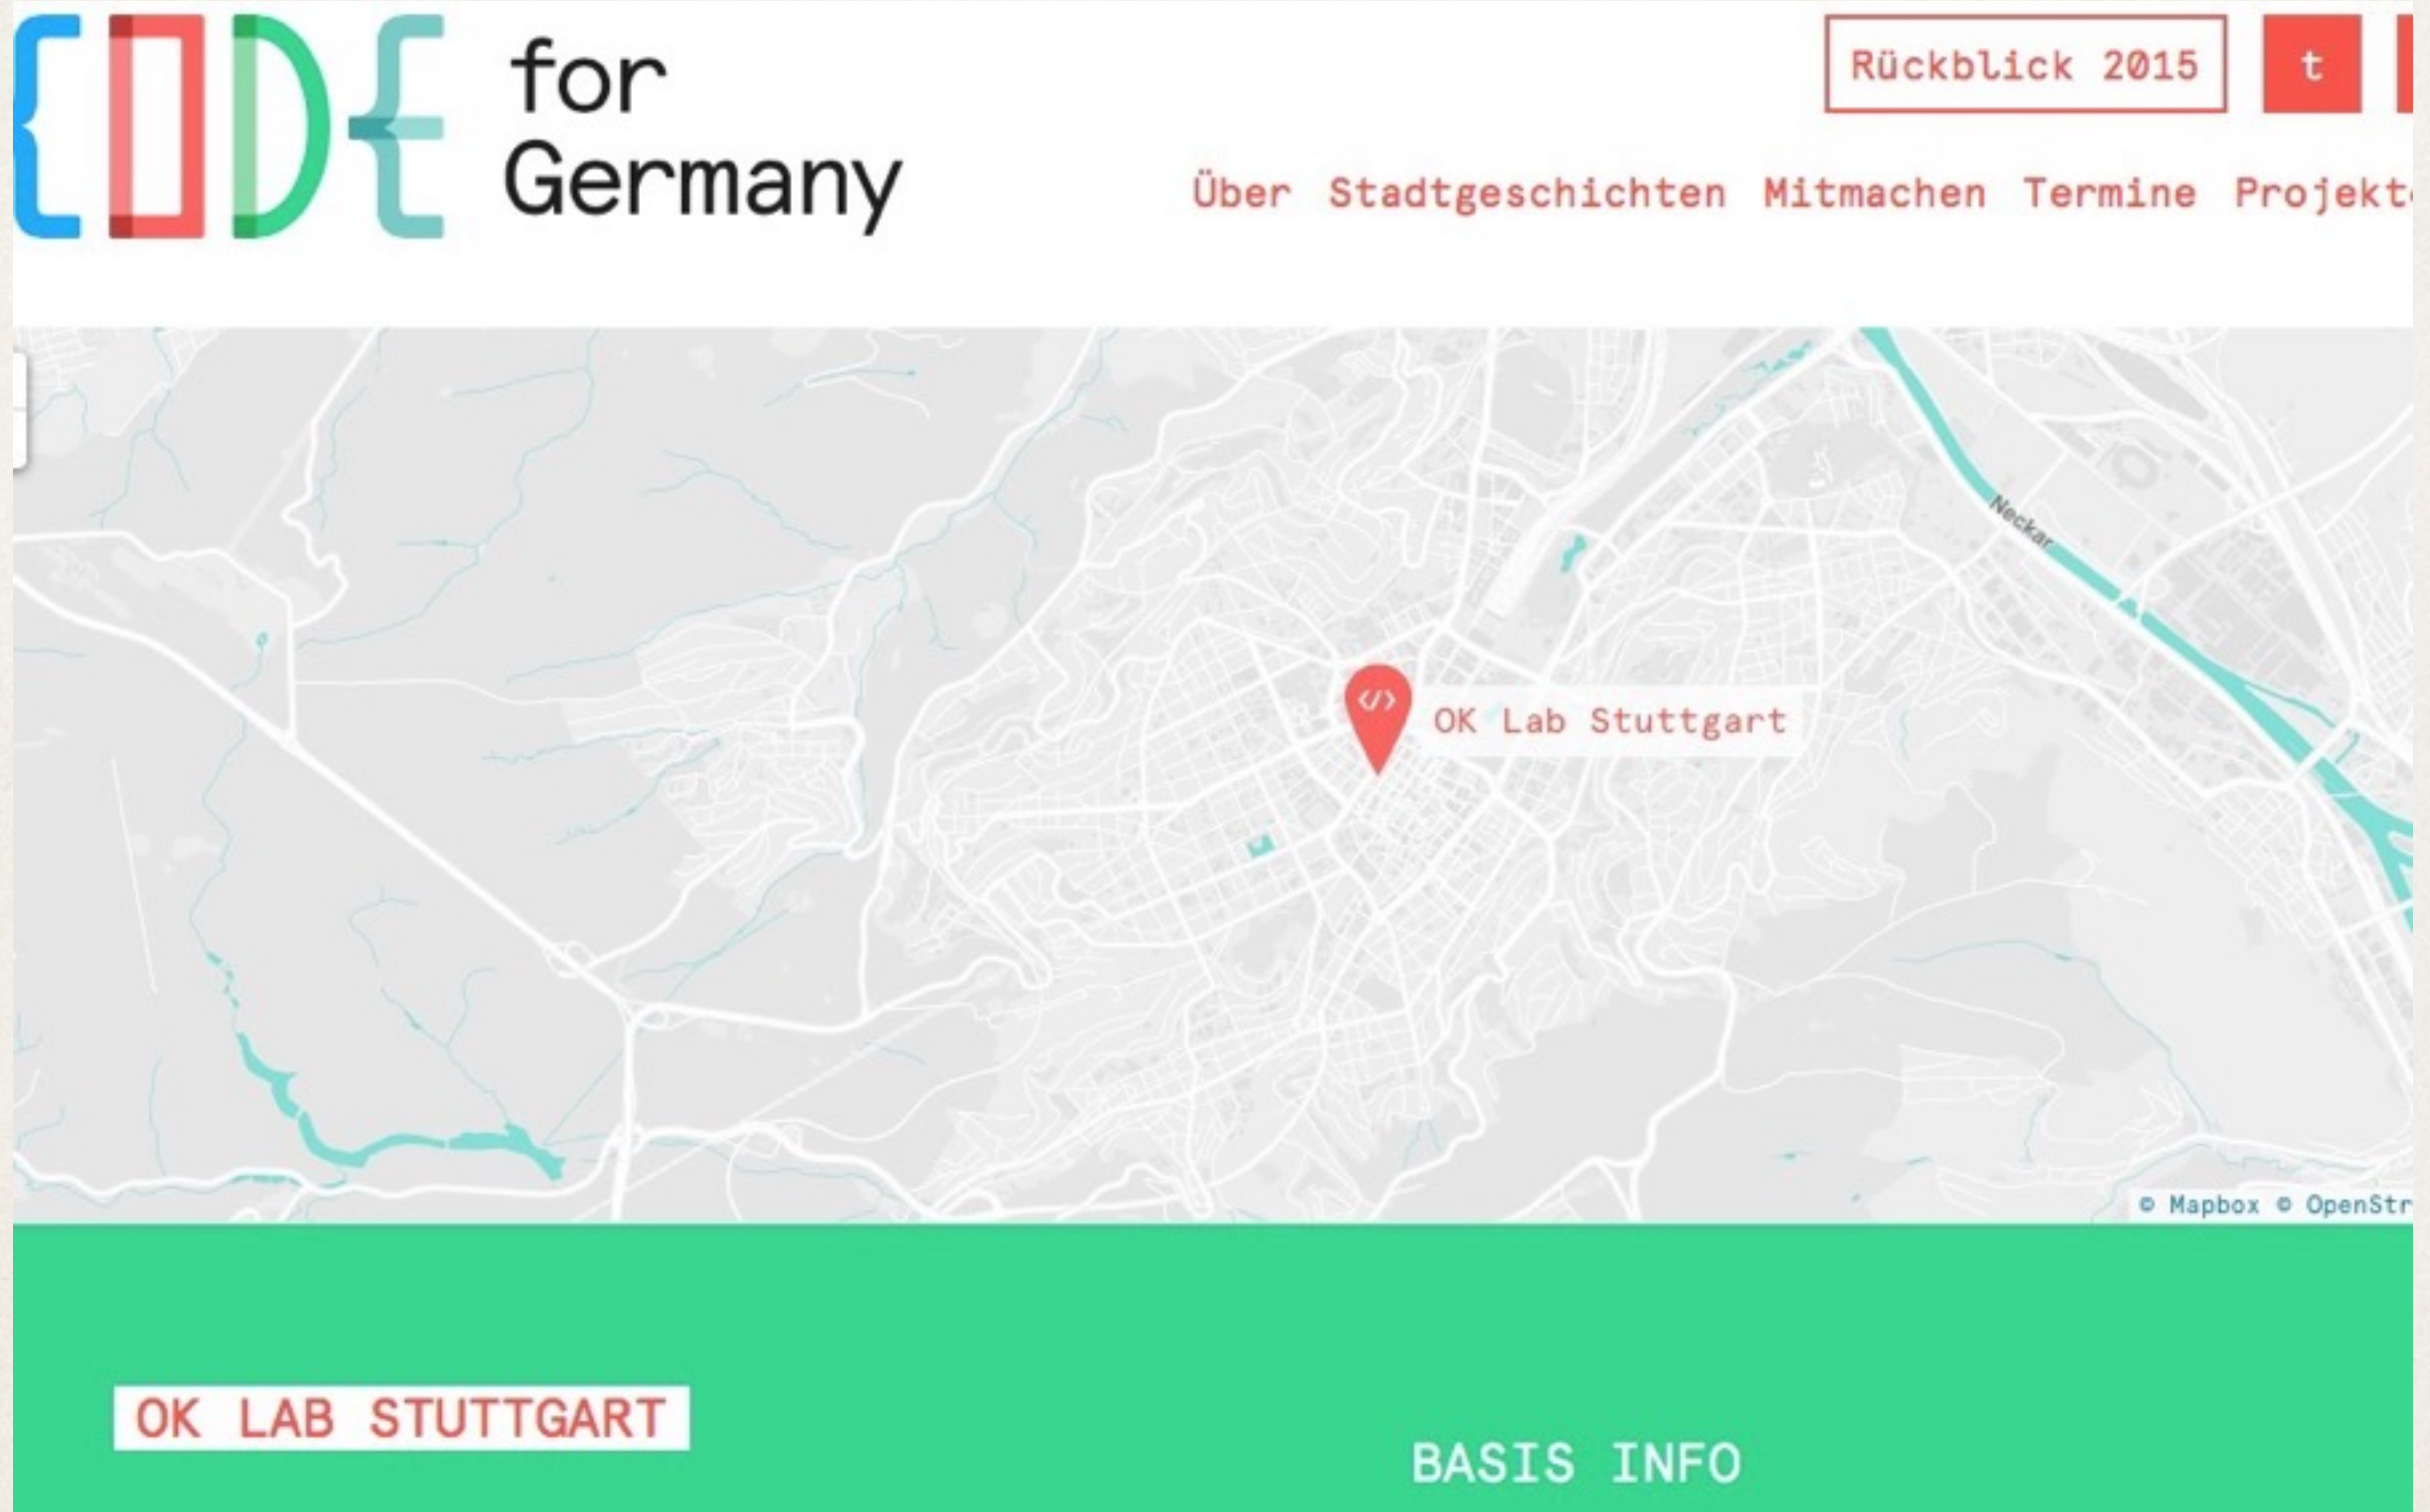 CODE for
Germany
Rückblick 2015 t
Über Stadtgeschichten Mitmachen Termine
Neckar
</> OK Lab Stuttgart
© Mapbox © OpenStr
OK LAB STUTTGART
BASIS INFO